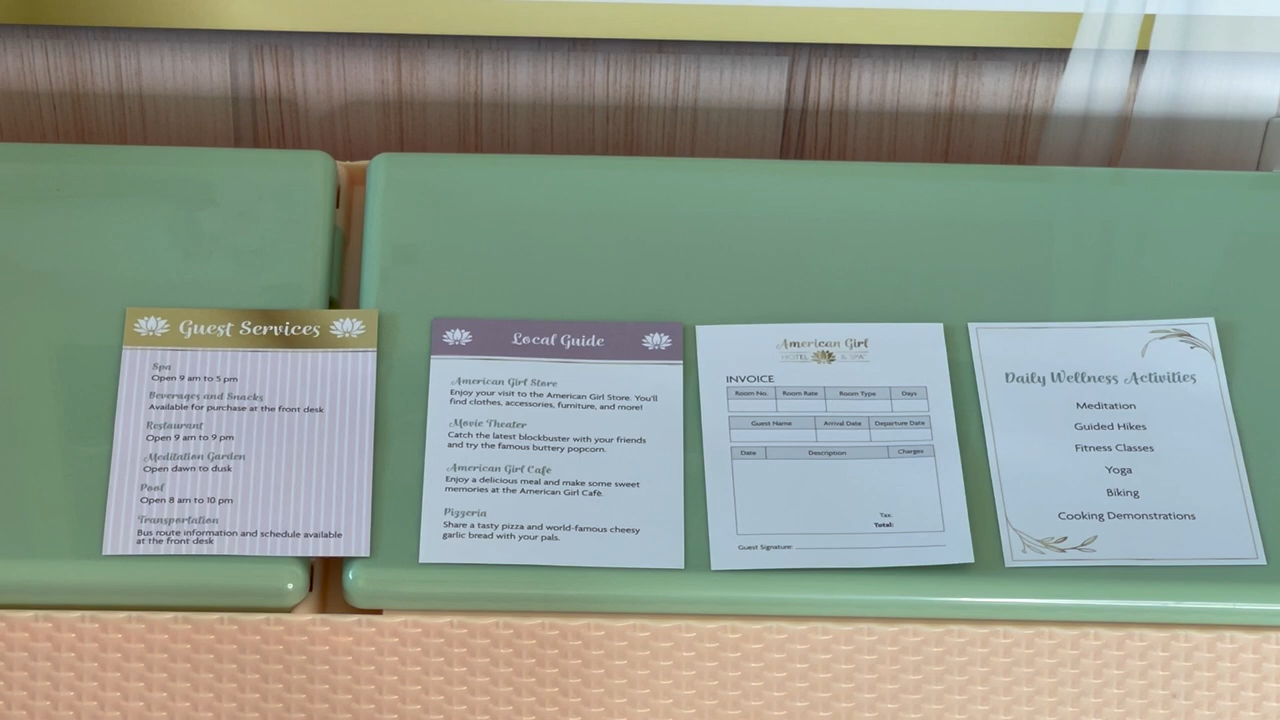 Guest Services
Spa
Open 9 am to 5 pm
Beverages and Snacks
Available for purchase at the front desk
Restaurant
Open 9 am to 9 pm
Meditation Garden
Open dawn to dusk
Pool
Open 8 am to 10 pm
Transportation
Bus route information and schedule available
at the front desk
Local Guide
American Girl Store
Enjoy your visit to the American Girl Store. You'll
find clothes, accessories, furniture, and more!
Movie Theater
Catch the latest blockbuster with your friends
and try the famous buttery popcorn.
American Girl Cafe
Enjoy a delicious meal and make some sweet
memories at the American Girl Cafe.
Pizzeria
Share a tasty pizza and world-famous cheesy
garlic bread with your pals.
American Girl
HOTEL & SPA
INVOICE
Room No. Room Rate Room Type Days
Guest Name Arrival Date Departure Date
Date Description Charges
Tax:
Total:
Guest Signature:
Daily Wellness Activities
Meditation
Guided Hikes
Fitness Classes
Yoga
Biking
Cooking Demonstrations